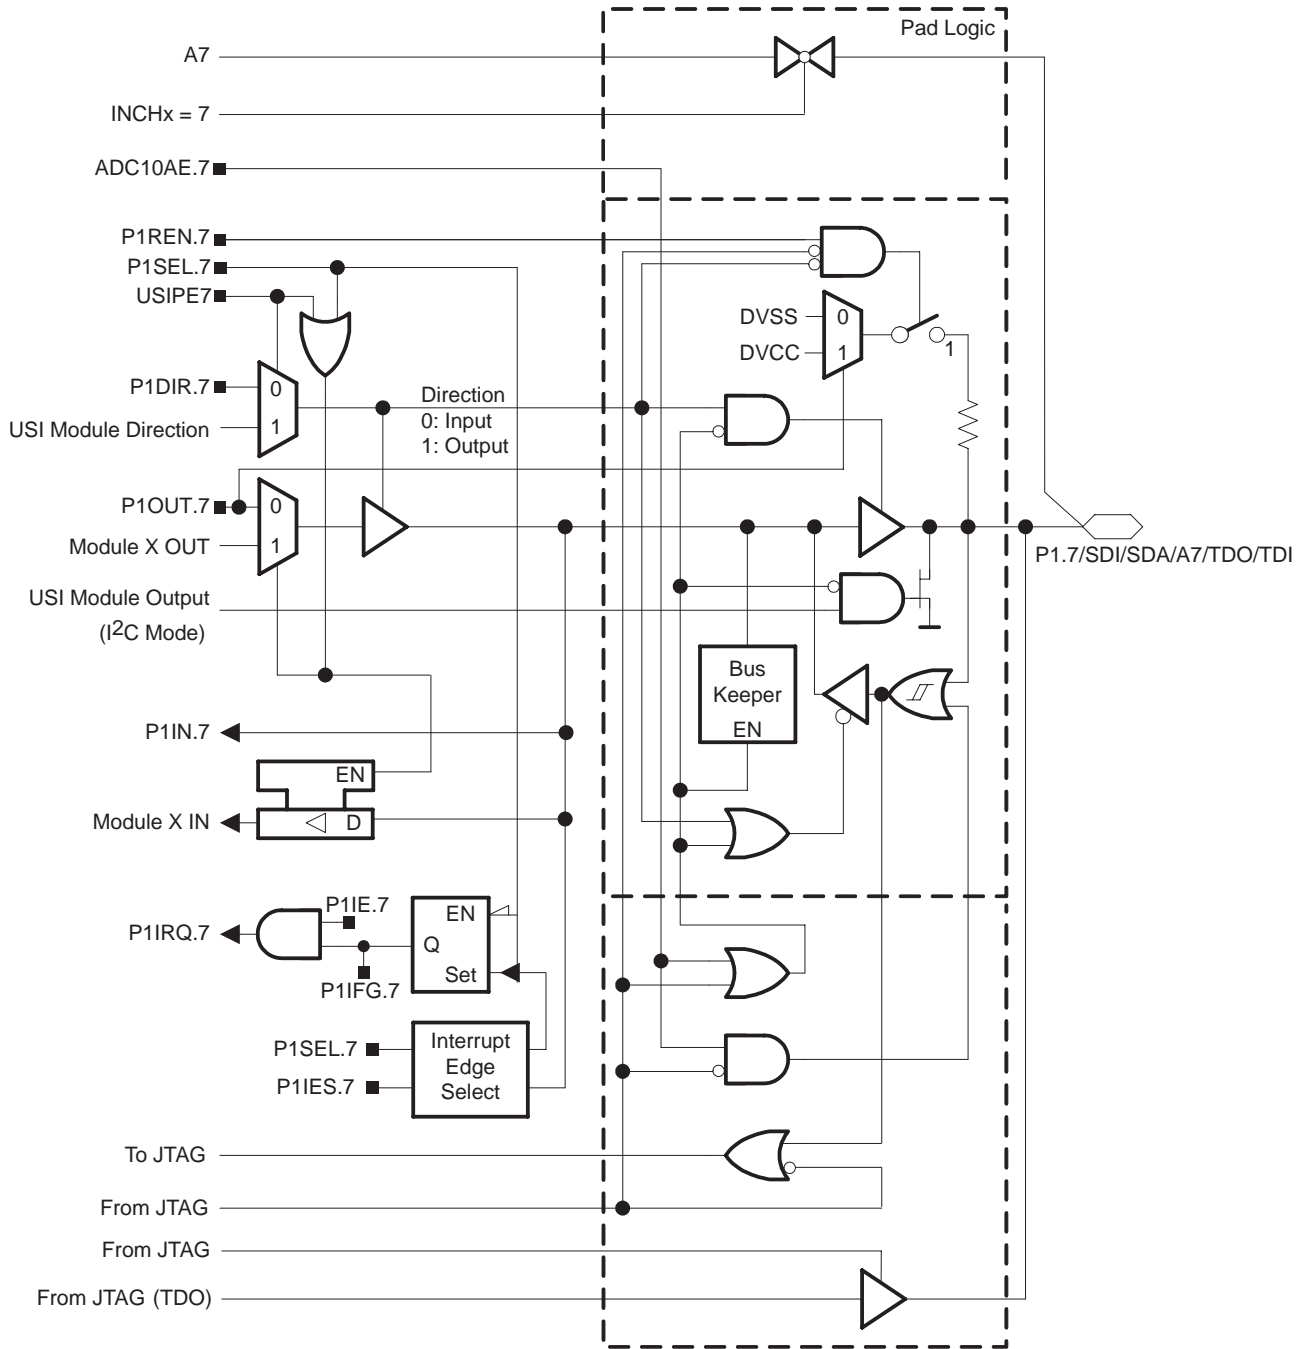 Pad Logic
A7
INCHx = 7
ADC10AE.7
P1REN.7
P1SEL.7
USIPE7
DVSS
0
DVCC
1
1
P1DIR.7
0
USI Module Direction
1
Direction
0: Input
1: Output
P1OUT.7
0
Module X OUT
1
P1.7/SDI/SDA/A7/TDO/TDI
USI Module Output
(I2C Mode)
Bus
Keeper
EN
P1IN.7
EN
Module X IN
D
P1IE.7
P1IRQ.7
EN
Q
Set
P1IFG.7
P1SEL.7
P1IES.7
Interrupt
Edge
Select
To JTAG
From JTAG
From JTAG
From JTAG (TDO)